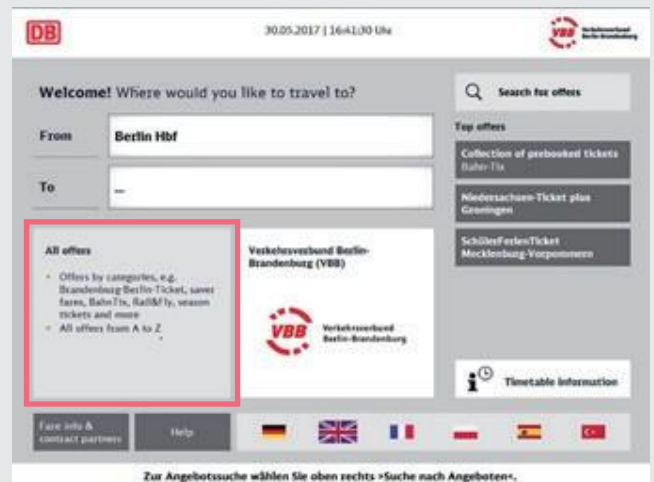 DB
30.05.2017 | 16:41:30 Uhr
VBB Verkehrsverbund
Berlin-Brandenburg
Welcome! Where would you like to travel to?
From
Berlin Hbf
To
...
Search for offers
Top offers
Collection of prebooked tickets
Bahn-Tix
Niedersachsen-Ticket plus
Groningen
SchülerFerienTicket
Mecklenburg-Vorpommern
All offers
• Offers by categories, e.g.
Brandenburg-Berlin-Ticket, saver
fares, BahnTix, Rail&Fly, season
tickets and more
• All offers from A to Z
Verkehrsverbund Berlin-
Brandenburg (VBB)
VBB Verkehrsverbund
Berlin-Brandenburg
Timetable information
Fare info &
contract partners
Help
Zur Angebotssuche wählen Sie oben rechts >Suche nach Angeboten<.